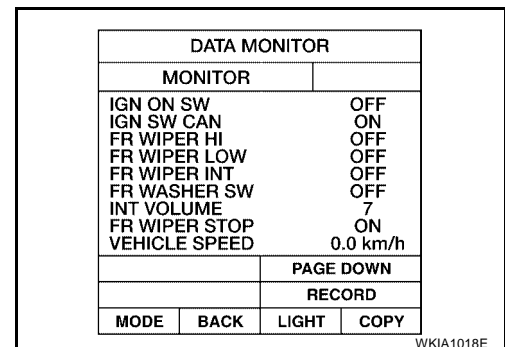 DATA MONITOR
MONITOR
IGN ON SW OFF
IGN SW CAN ON
FR WIPER HI OFF
FR WIPER LOW OFF
FR WIPER INT OFF
FR WASHER SW OFF
INT VOLUME 7
FR WIPER STOP ON
VEHICLE SPEED 0.0 km/h
PAGE DOWN
RECORD
MODE BACK LIGHT COPY
WKIA1018E